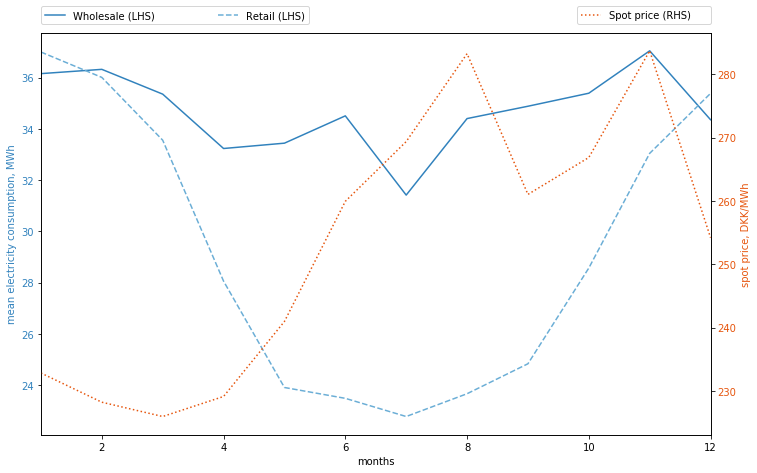 Wholesale (LHS) Retail (LHS) Spot price (RHS)
36
34
32
30
28
26
24
mean electricity consumption, MWh
280
270
260
250
240
230
spot price, DKK/MWh
2 4 6 8 10 12
months